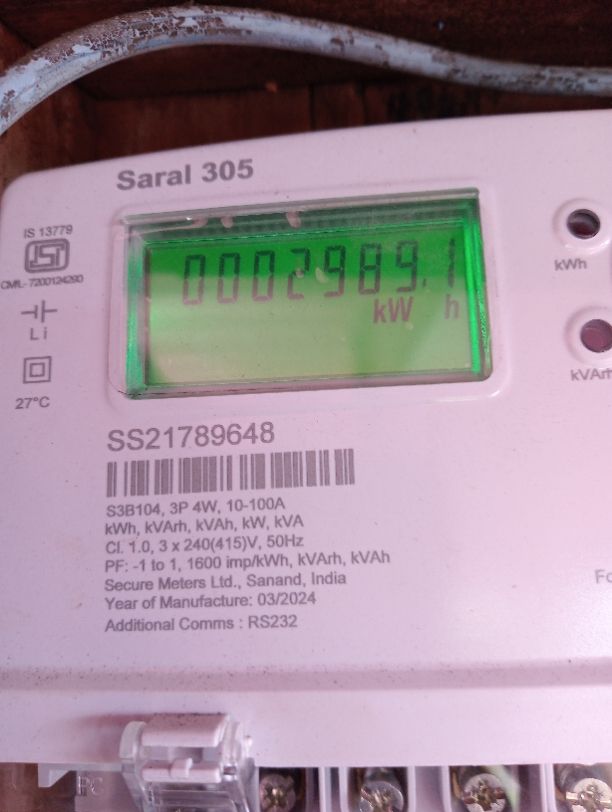 Saral 305
IS 13779
ISI
CM/L- 7200124290
Li
27°C
0002989.1
kW h
kWh
kVArh
SS21789648
S3B104, 3P 4W, 10-100A
kWh, kVArh, kVAh, kW, kVA
Cl. 1.0, 3 x 240(415)V, 50Hz
PF: -1 to 1, 1600 imp/kWh, kVArh, kVAh
Secure Meters Ltd., Sanand, India
Year of Manufacture: 03/2024
Additional Comms : RS232